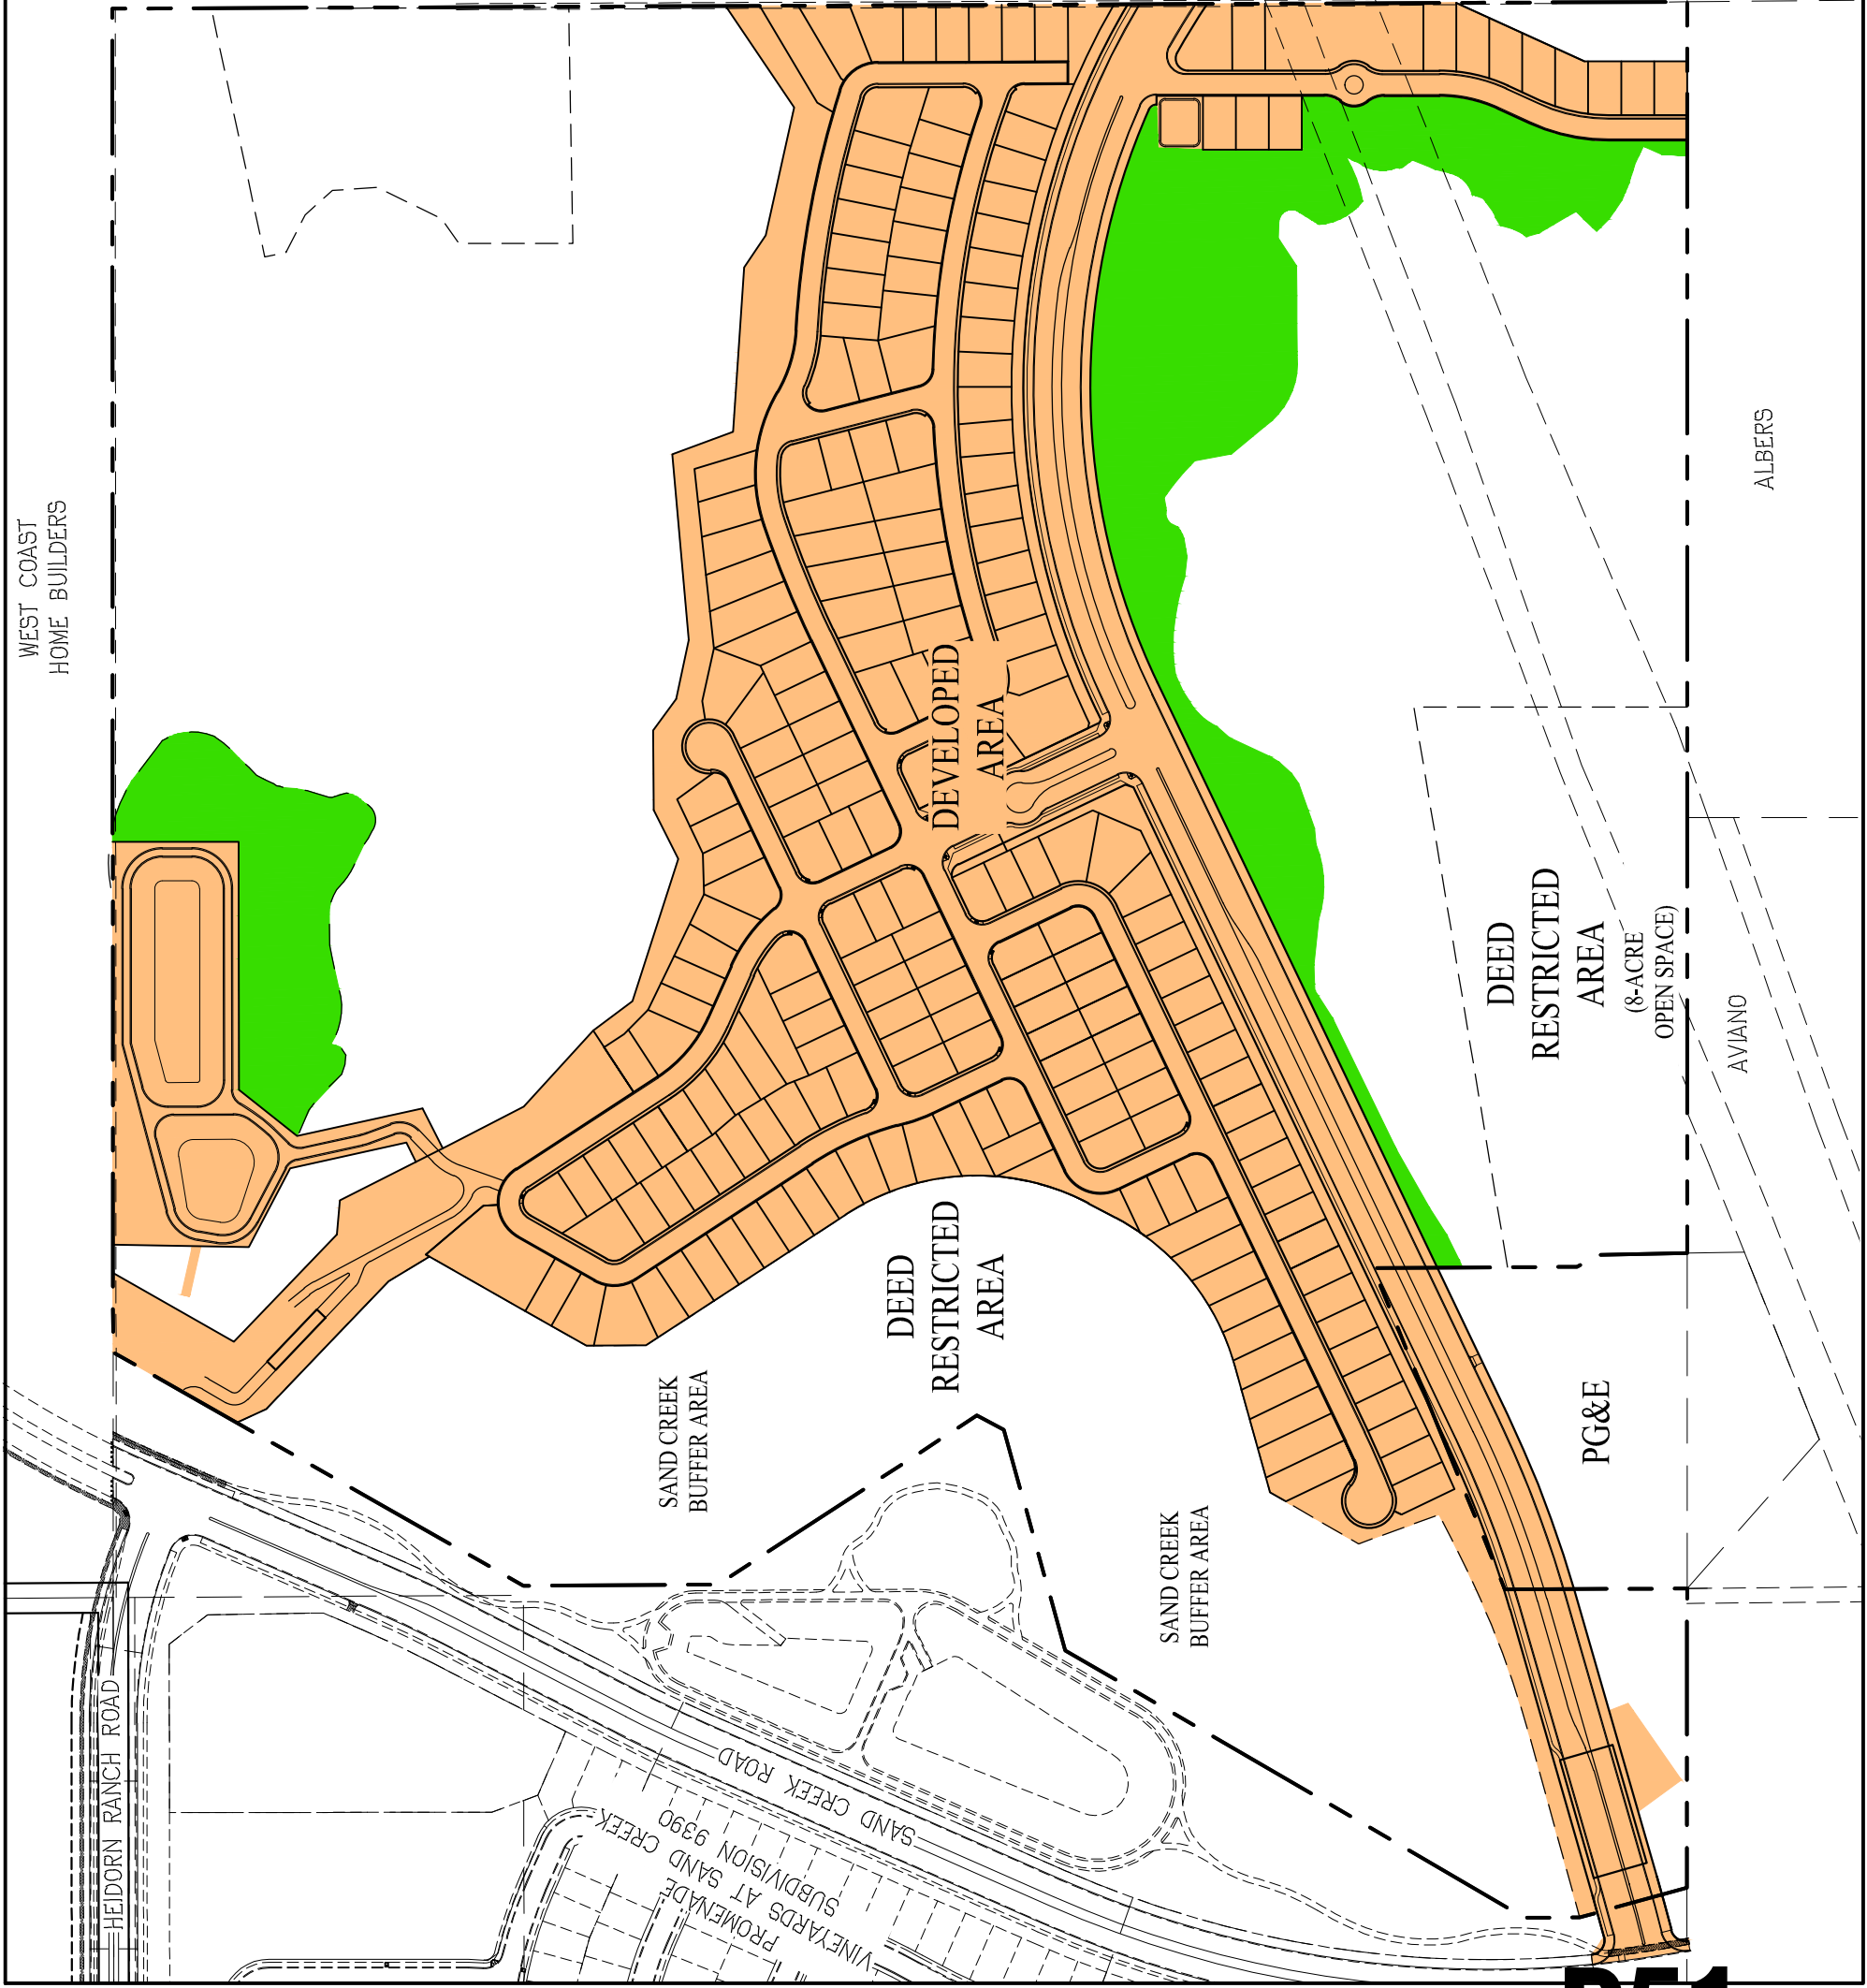 WEST COAST
HOME BUILDERS
ALBERS
DEVELOPED
AREA
DEED
RESTRICTED
AREA
(8-ACRE
OPEN SPACE)
AVIANO
DEED
RESTRICTED
AREA
SAND CREEK
BUFFER AREA
PG&E
SAND CREEK
BUFFER AREA
HEIDORN RANCH ROAD
SAND CREEK ROAD
PROMENADE
VINEYARDS AT SAND CREEK
SUBDIVISION 9390